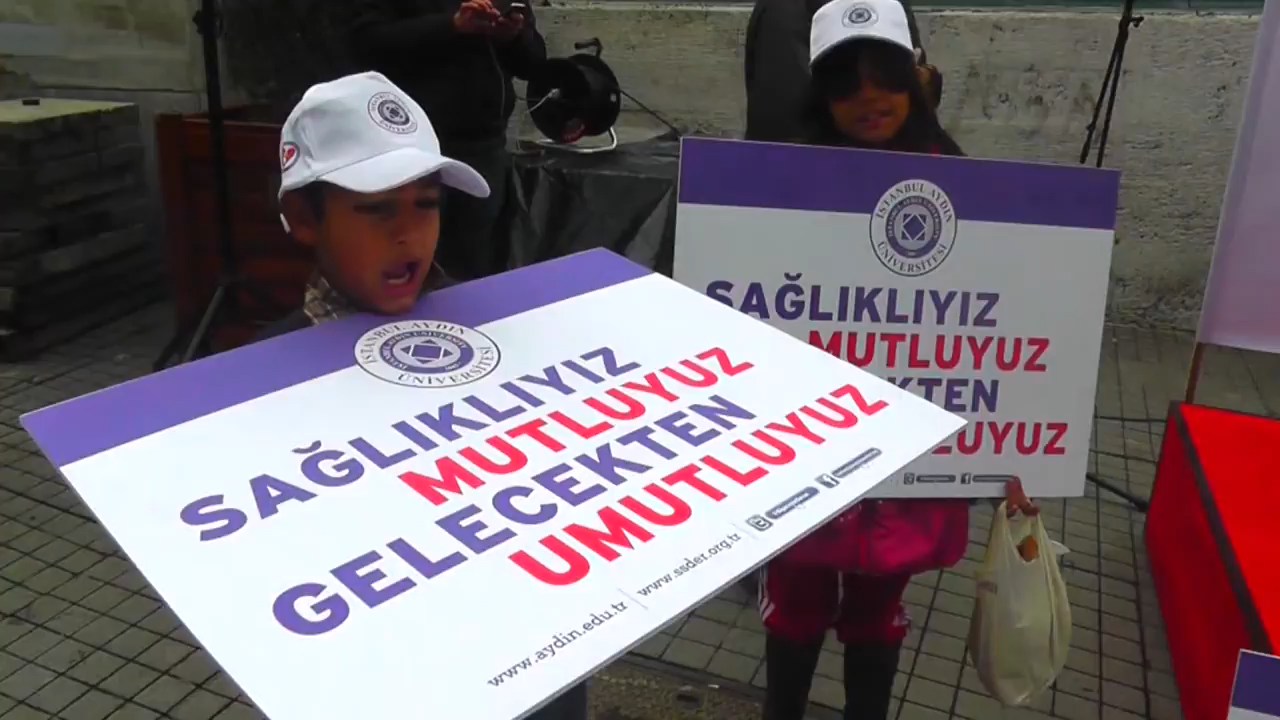 İSTANBUL AYDIN
ÜNİVERSİTESİ
SAĞLIKLIYIZ
MUTLUYUZ
GELECEKTEN
UMUTLUYUZ
www.aydin.edu.tr | www.ssder.org.tr
İSTANBUL AYDIN
ÜNİVERSİTESİ
SAĞLIKLIYIZ
MUTLUYUZ
KTEN
LUYUZ